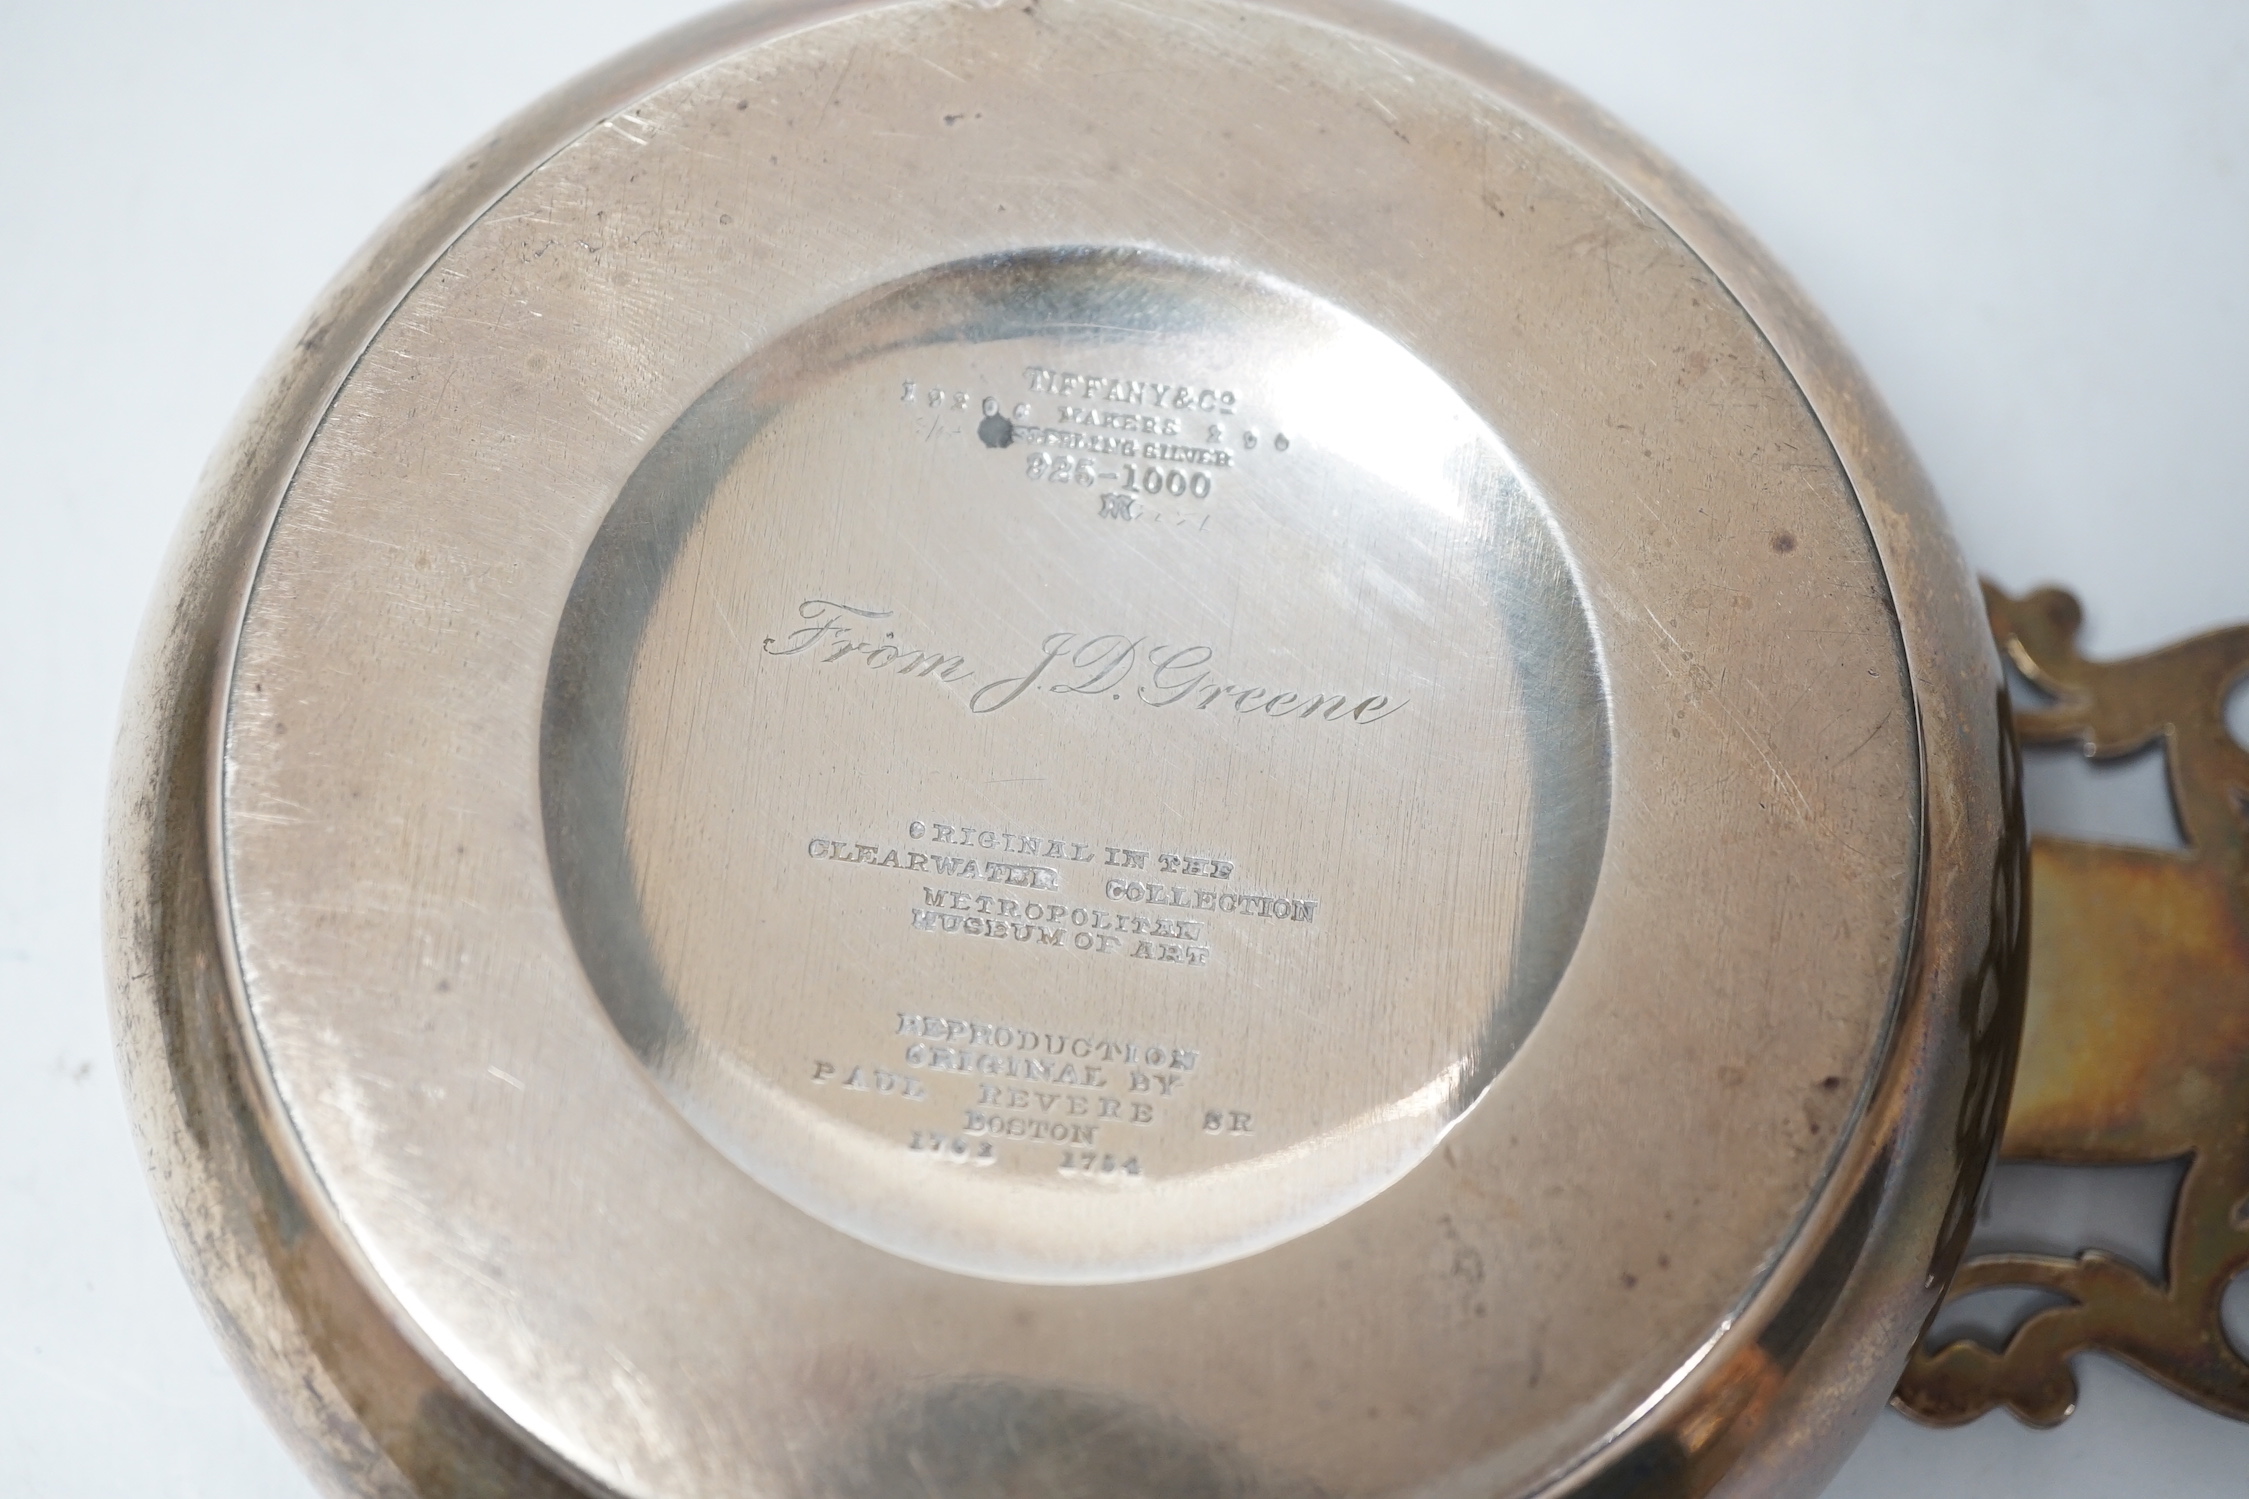 TIFFANY & Co
19206 MAKERS
STERLING SILVER
925-1000
From J.D. Greene
ORIGINAL IN THE
CLEARWATER COLLECTION
METROPOLITAN
MUSEUM OF ART
REPRODUCTION
ORIGINAL BY
PAUL REVERE SR
BOSTON
1754